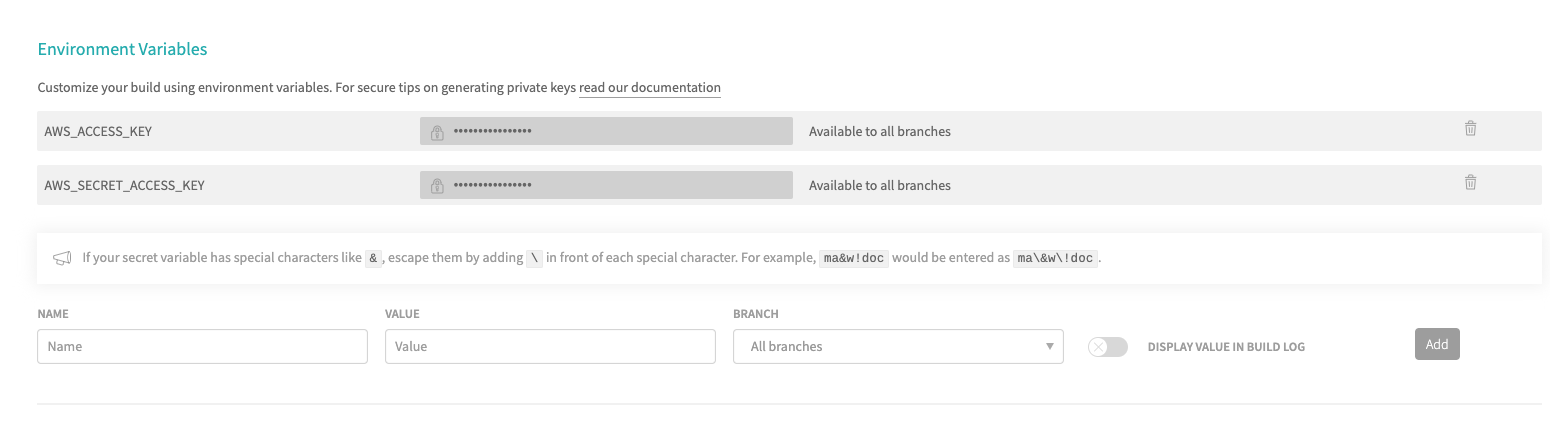 Environment Variables
Customize your build using environment variables. For secure tips on generating private keys read our documentation
AWS_ACCESS_KEY •••••••••••••••• Available to all branches
AWS_SECRET_ACCESS_KEY •••••••••••••••• Available to all branches
If your secret variable has special characters like &, escape them by adding \ in front of each special character. For example, ma&w!doc would be entered as ma\&w\!doc.
NAME VALUE BRANCH
Name Value All branches DISPLAY VALUE IN BUILD LOG Add